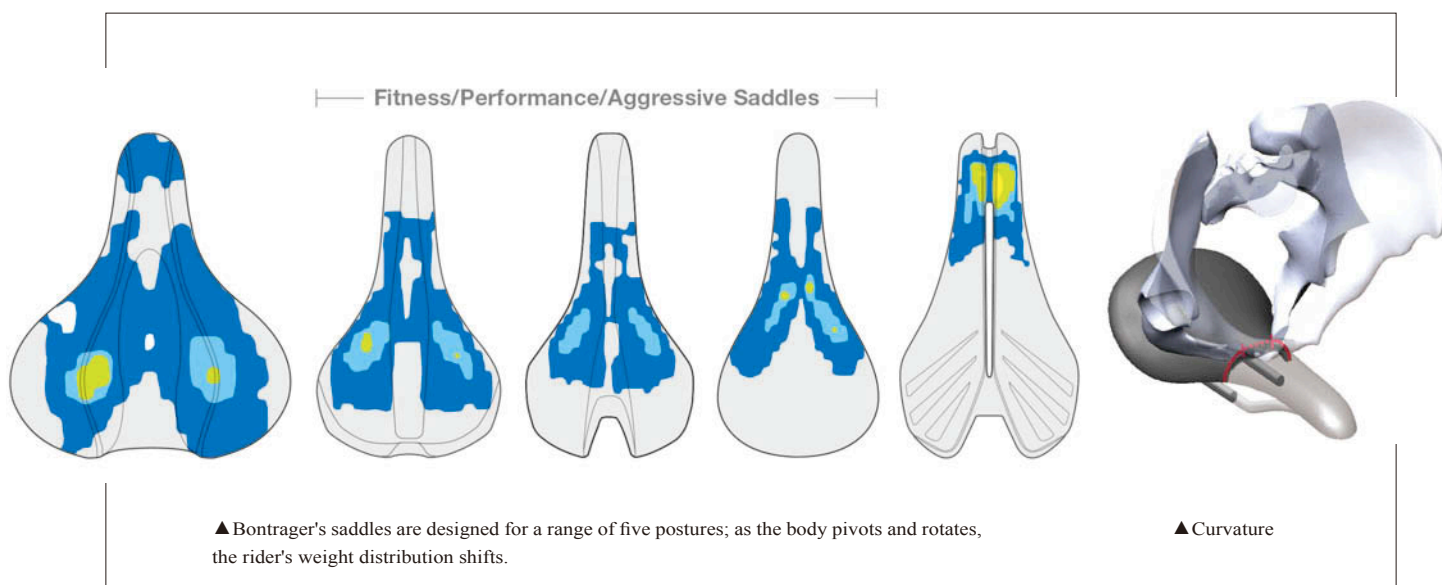 Fitness/Performance/Aggressive Saddles
▲Bontrager's saddles are designed for a range of five postures; as the body pivots and rotates,
the rider's weight distribution shifts.
▲Curvature